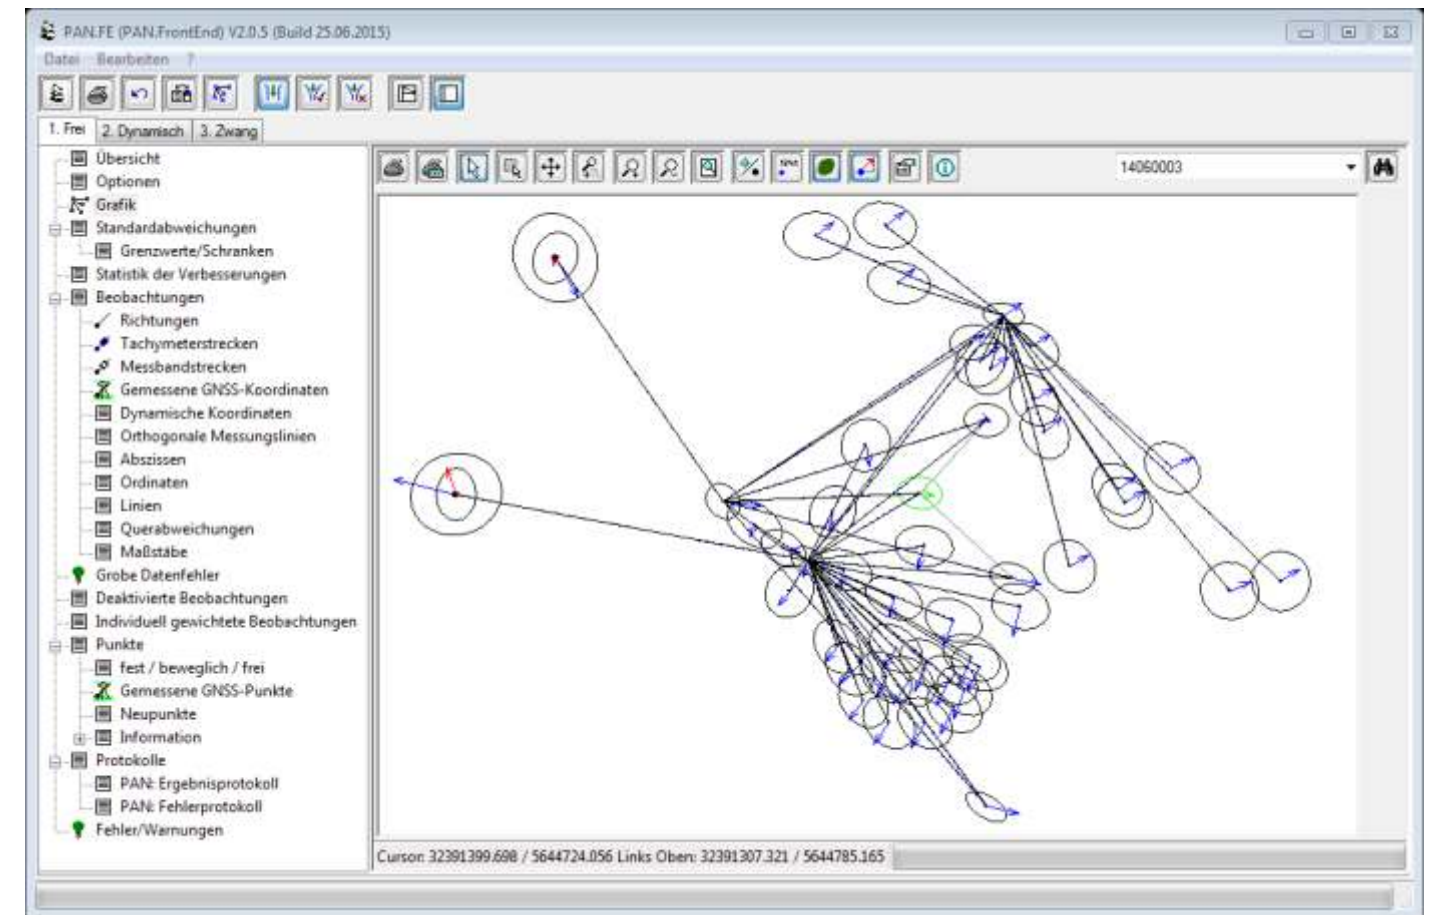 PAN.FE (PAN.FrontEnd) V2.0.5 (Build 25.06.2015)
Datei Bearbeiten ?
1. Frei 2. Dynamisch 3. Zwang
14060003
Übersicht
Optionen
Grafik
Standardabweichungen
Grenzwerte/Schranken
Statistik der Verbesserungen
Beobachtungen
Richtungen
Tachymeterstrecken
Messbandstrecken
Gemessene GNSS-Koordinaten
Dynamische Koordinaten
Orthogonale Messungslinien
Abszissen
Ordinaten
Linien
Querabweichungen
Maßstäbe
Grobe Datenfehler
Deaktivierte Beobachtungen
Individuell gewichtete Beobachtungen
Punkte
fest / beweglich / frei
Gemessene GNSS-Punkte
Neupunkte
Information
Protokolle
PAN: Ergebnisprotokoll
PAN: Fehlerprotokoll
Fehler/Warnungen
Cursor: 32391399.698 / 5644724.056 Links Oben: 32391307.321 / 5644785.165